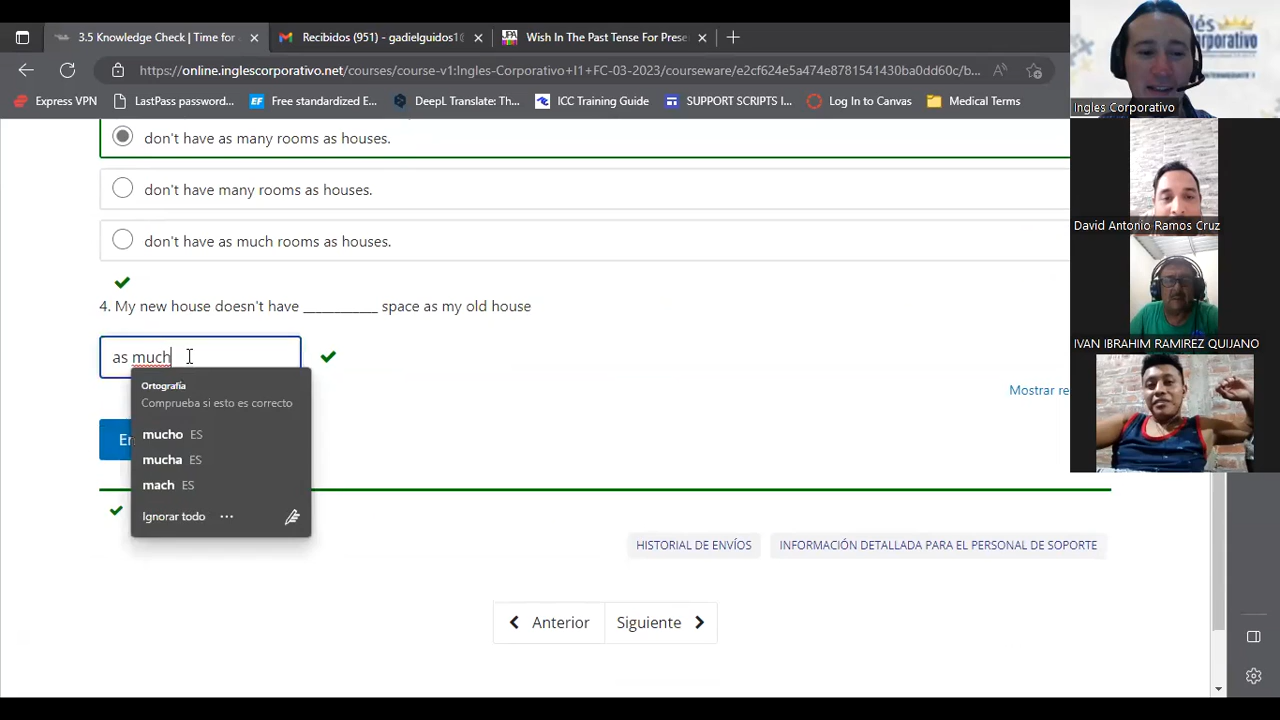 3.5 Knowledge Check | Time for
Recibidos (951) - gadielguidos1
Wish In The Past Tense For Prese
https://online.inglescorporativo.net/courses/course-v1:Ingles-Corporativo+I1+FC-03-2023/courseware/e2cf624e5a474e8781541430ba0dde0c/b...
Express VPN
LastPass password...
EF
Free standardized E...
DeepL Translate: Th...
ICC Training Guide
SUPPORT SCRIPTS I...
Log In to Canvas
Medical Terms
don't have as many rooms as houses.
don't have many rooms as houses.
don't have as much rooms as houses.
4. My new house doesn't have ____________ space as my old house
as much
Mostrar re
Ortografía
Comprueba si esto es correcto
mucho ES
mucha ES
mach ES
Ignorar todo ...
HISTORIAL DE ENVÍOS
INFORMACIÓN DETALLADA PARA EL PERSONAL DE SOPORTE
Anterior
Siguiente
Ingles Corporativo
David Antonio Ramos Cruz
IVAN IBRAHIM RAMIREZ QUIJANO